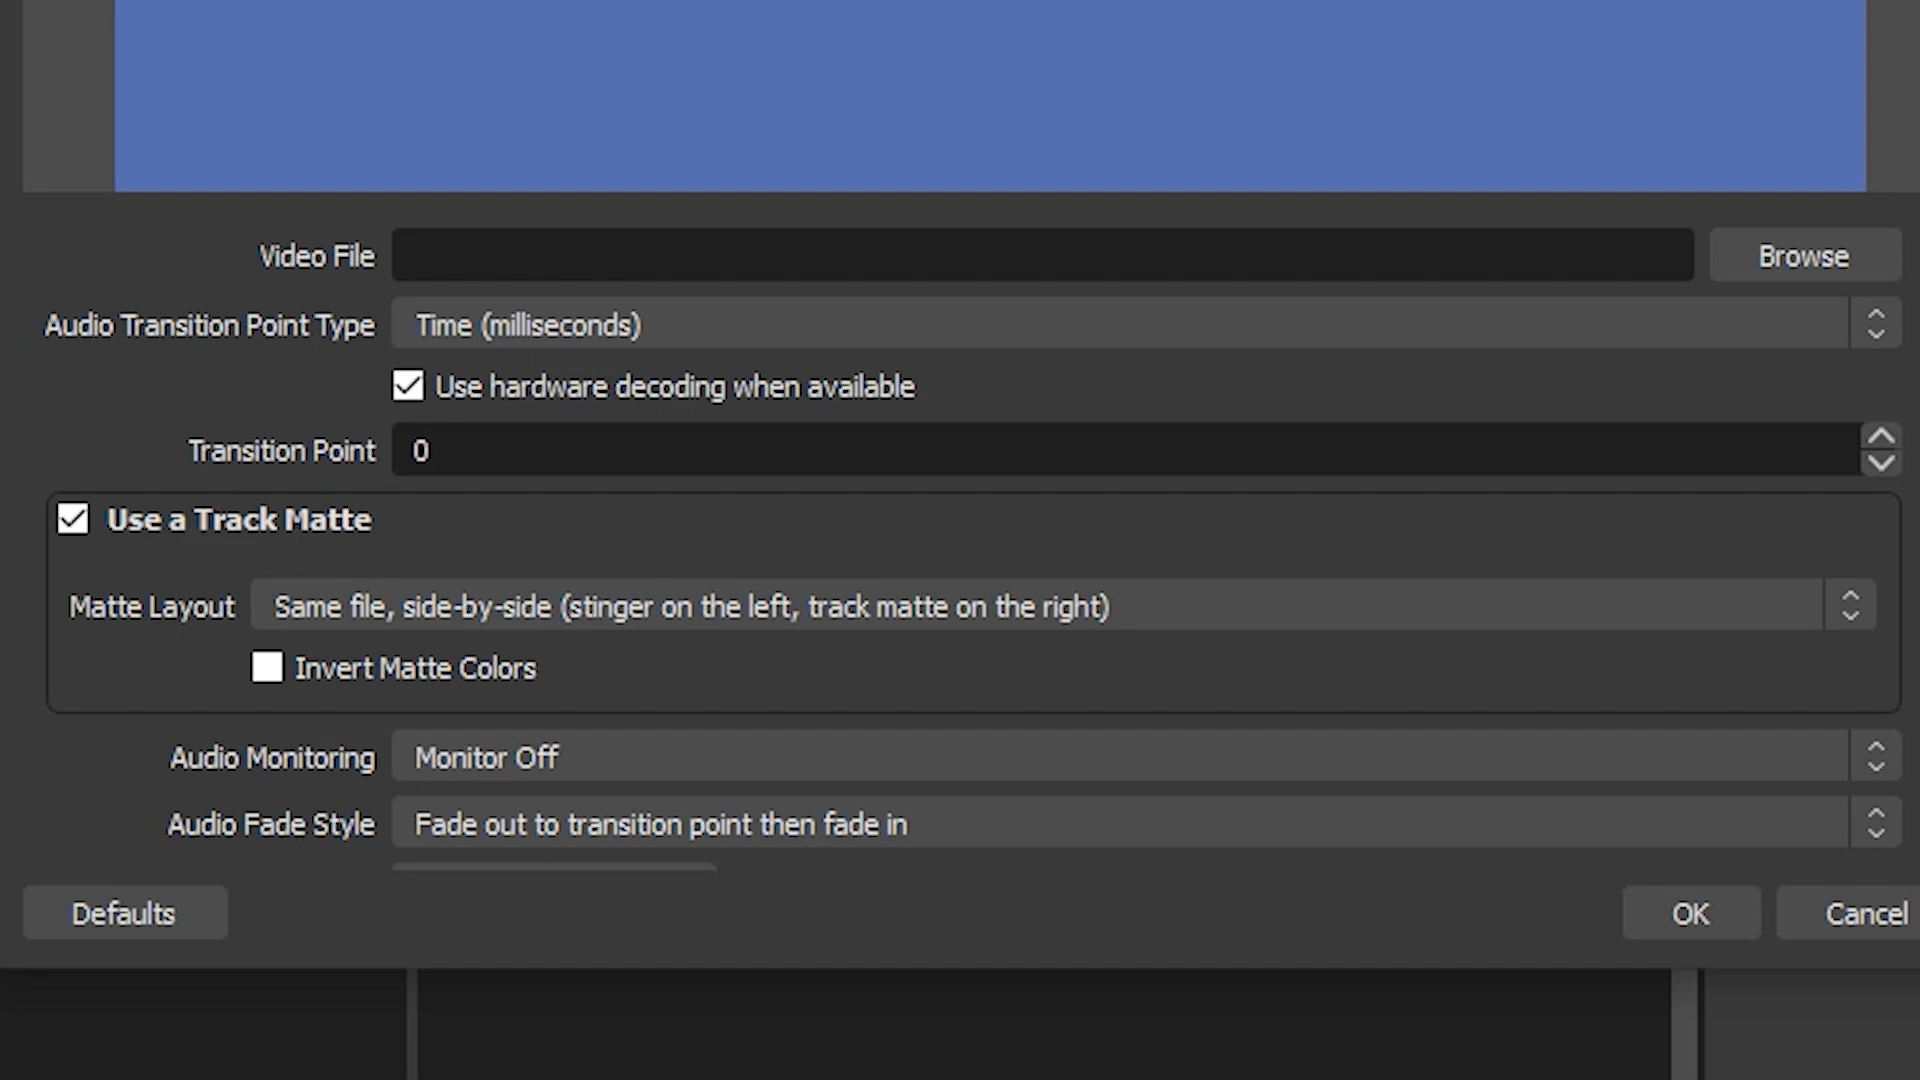 Video File
Browse
Audio Transition Point Type
Time (milliseconds)
Use hardware decoding when available
Transition Point
0
Use a Track Matte
Matte Layout
Same file, side-by-side (stinger on the left, track matte on the right)
Invert Matte Colors
Audio Monitoring
Monitor Off
Audio Fade Style
Fade out to transition point then fade in
Defaults
OK
Cancel